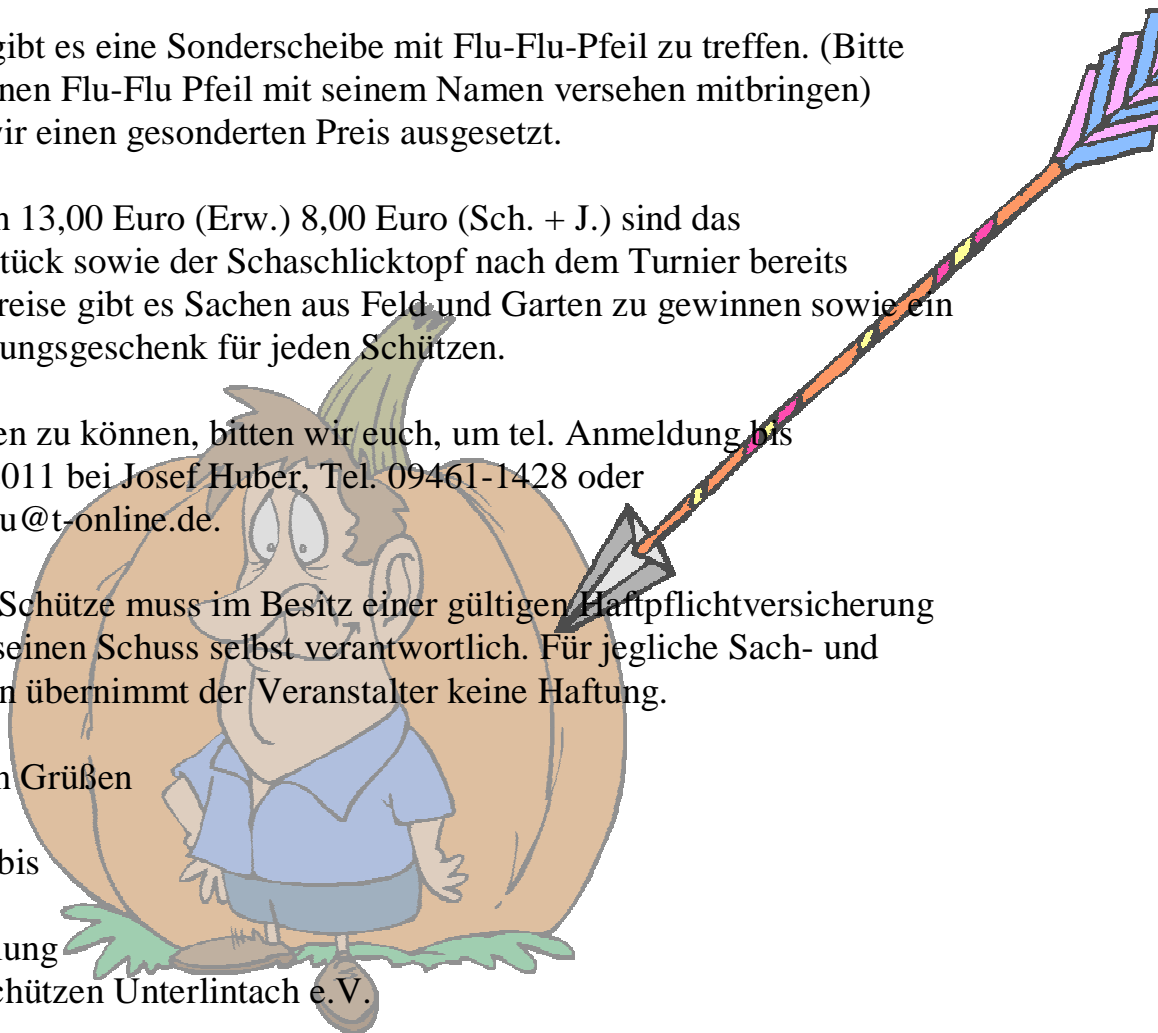 gibt es eine Sonderscheibe mit Flu-Flu-Pfeil zu treffen. (Bitte
nen Flu-Flu Pfeil mit seinem Namen versehen mitbringen)
wir einen gesonderten Preis ausgesetzt.
n 13,00 Euro (Erw.) 8,00 Euro (Sch. + J.) sind das
tück sowie der Schaschlicktopf nach dem Turnier bereits
reise gibt es Sachen aus Feld und Garten zu gewinnen sowie ein
ungsgeschenk für jeden Schützen.
en zu können, bitten wir euch, um tel. Anmeldung bis
011 bei Josef Huber, Tel. 09461-1428 oder
u@t-online.de.
Schütze muss im Besitz einer gültigen Haftpflichtversicherung
seinen Schuss selbst verantwortlich. Für jegliche Sach- und
n übernimmt der Veranstalter keine Haftung.
n Grüßen
bis
lung
chützen Unterlintach e.V.